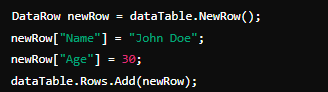 DataRow newRow = dataTable.NewRow();
newRow["Name"] = "John Doe";
newRow["Age"] = 30;
dataTable.Rows.Add(newRow);